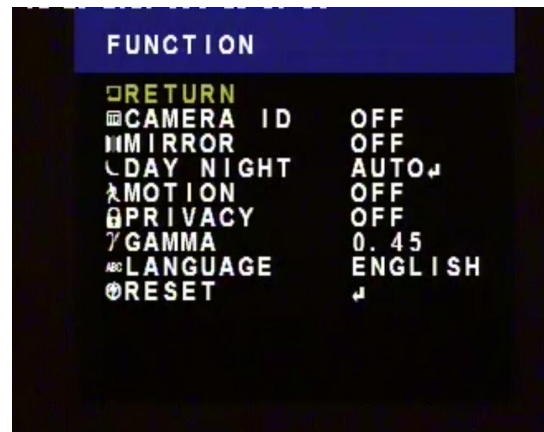 FUNCTION
RETURN
CAMERA ID OFF
MIRROR OFF
DAY NIGHT AUTO↵
MOTION OFF
PRIVACY OFF
γ GAMMA 0.45
ABC LANGUAGE ENGLISH
RESET ↵